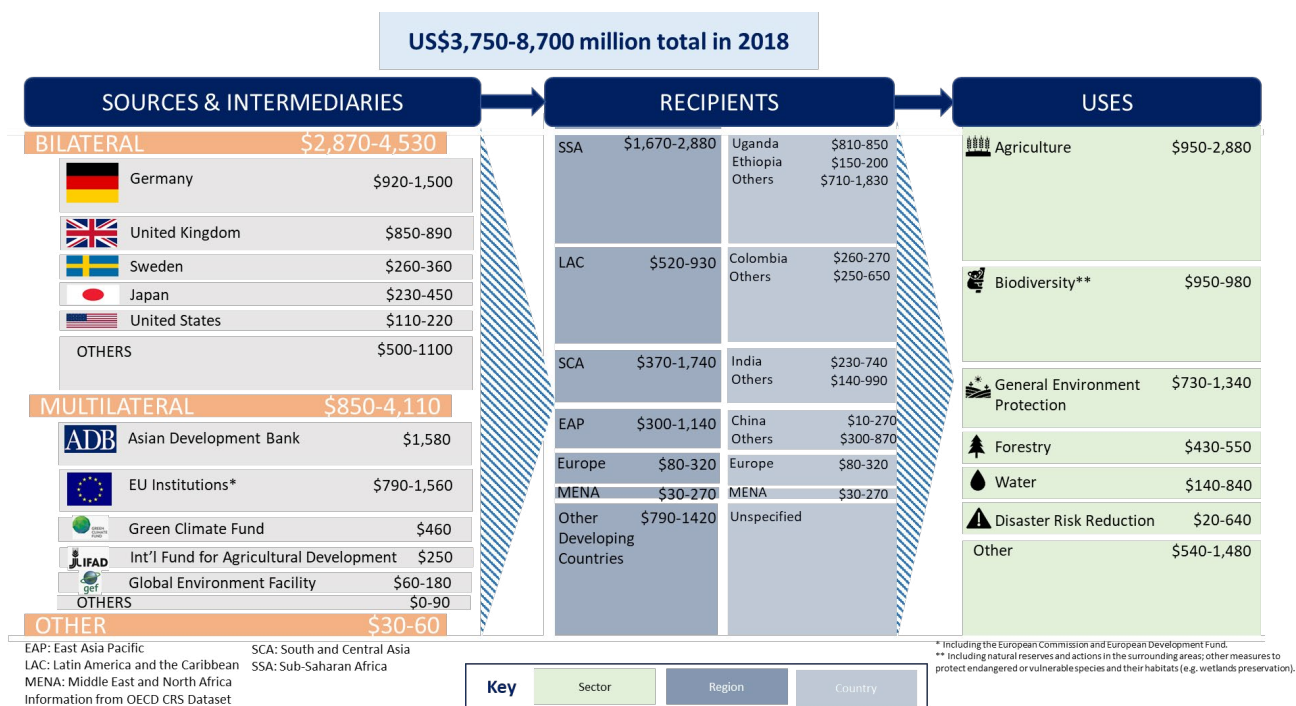 US$3,750-8,700 million total in 2018
SOURCES & INTERMEDIARIES
RECIPIENTS
USES
BILATERAL $2,870-4,530
Germany $920-1,500
United Kingdom $850-890
Sweden $260-360
Japan $230-450
United States $110-220
OTHERS $500-1100
MULTILATERAL $850-4,110
ADB Asian Development Bank $1,580
EU Institutions* $790-1,560
GREEN CLIMATE FUND Green Climate Fund $460
JLIFAD Int'l Fund for Agricultural Development $250
gef Global Environment Facility $60-180
OTHERS $0-90
OTHER $30-60
SSA $1,670-2,880
Uganda $810-850
Ethiopia $150-200
Others $710-1,830
LAC $520-930
Colombia $260-270
Others $250-650
SCA $370-1,740
India $230-740
Others $140-990
EAP $300-1,140
China $10-270
Others $300-870
Europe $80-320
Europe $80-320
MENA $30-270
MENA $30-270
Other $790-1420
Developing
Countries
Unspecified
Agriculture $950-2,880
Biodiversity** $950-980
General Environment $730-1,340
Protection
Forestry $430-550
Water $140-840
Disaster Risk Reduction $20-640
Other $540-1,480
EAP: East Asia Pacific
LAC: Latin America and the Caribbean
MENA: Middle East and North Africa
Information from OECD CRS Dataset
SCA: South and Central Asia
SSA: Sub-Saharan Africa
Key
Sector
Region
Country
* Including the European Commission and European Development Fund.
** Including natural reserves and actions in the surrounding areas; other measures to
protect endangered or vulnerable species and their habitats (e.g. wetlands preservation).